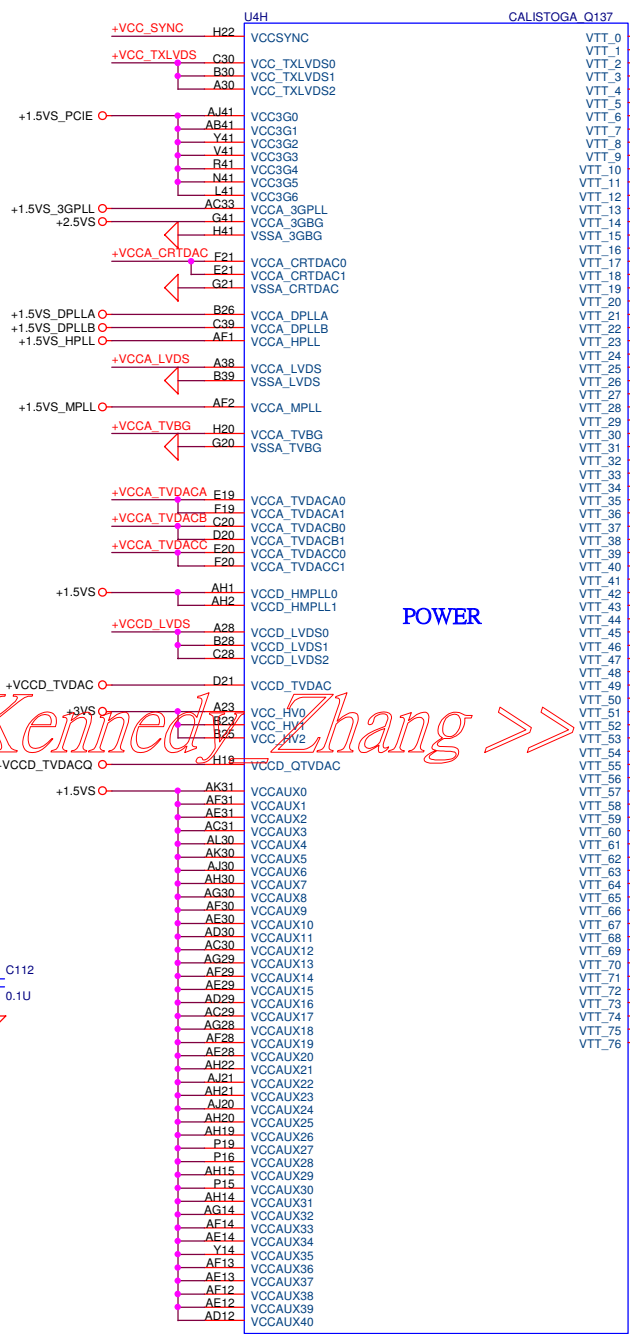 U4H CALISTOGA_Q137
+VCC_SYNC H22 VCCSYNC VTT_0
VTT_1
+VCC_TXLVDS C30 VCC_TXLVDS0 VTT_2
B30 VCC_TXLVDS1 VTT_3
A30 VCC_TXLVDS2 VTT_4
VTT_5
+1.5VS_PCIE AJ41 VCC3G0 VTT_6
AB41 VCC3G1 VTT_7
Y41 VCC3G2 VTT_8
V41 VCC3G3 VTT_9
R41 VCC3G4 VTT_10
N41 VCC3G5 VTT_11
L41 VCC3G6 VTT_12
+1.5VS_3GPLL AC33 VCCA_3GPLL VTT_13
+2.5VS G41 VCCA_3GBG VTT_14
H41 VSSA_3GBG VTT_15
VTT_16
+VCCA_CRTDAC F21 VCCA_CRTDAC0 VTT_17
E21 VCCA_CRTDAC1 VTT_18
G21 VSSA_CRTDAC VTT_19
VTT_20
+1.5VS_DPLLA B26 VCCA_DPLLA VTT_21
+1.5VS_DPLLB C39 VCCA_DPLLB VTT_22
+1.5VS_HPLL AF1 VCCA_HPLL VTT_23
VTT_24
+VCCA_LVDS A38 VCCA_LVDS VTT_25
B39 VSSA_LVDS VTT_26
VTT_27
+1.5VS_MPLL AF2 VCCA_MPLL VTT_28
VTT_29
+VCCA_TVBG H20 VCCA_TVBG VTT_30
G20 VSSA_TVBG VTT_31
VTT_32
VTT_33
VTT_34
+VCCA_TVDACA E19 VCCA_TVDACA0 VTT_35
F19 VCCA_TVDACA1 VTT_36
+VCCA_TVDACB C20 VCCA_TVDACB0 VTT_37
D20 VCCA_TVDACB1 VTT_38
+VCCA_TVDACC E20 VCCA_TVDACC0 VTT_39
F20 VCCA_TVDACC1 VTT_40
VTT_41
+1.5VS AH1 VCCD_HMPLL0 VTT_42
AH2 VCCD_HMPLL1 VTT_43
POWER VTT_44
+VCCD_LVDS A28 VCCD_LVDS0 VTT_45
B28 VCCD_LVDS1 VTT_46
C28 VCCD_LVDS2 VTT_47
VTT_48
+VCCD_TVDAC D21 VCCD_TVDAC VTT_49
VTT_50
+3VS A23 VCC_HV0 VTT_51
Kennedy_Zhang >>
B23 VCC_HV1 VTT_52
B25 VCC_HV2 VTT_53
VTT_54
+VCCD_TVDACQ H19 VCCD_QTVDAC VTT_55
VTT_56
+1.5VS AK31 VCCAUX0 VTT_57
AF31 VCCAUX1 VTT_58
AE31 VCCAUX2 VTT_59
AC31 VCCAUX3 VTT_60
AL30 VCCAUX4 VTT_61
AK30 VCCAUX5 VTT_62
AJ30 VCCAUX6 VTT_63
AH30 VCCAUX7 VTT_64
AG30 VCCAUX8 VTT_65
AF30 VCCAUX9 VTT_66
AE30 VCCAUX10 VTT_67
AD30 VCCAUX11 VTT_68
AC30 VCCAUX12 VTT_69
AG29 VCCAUX13 VTT_70
C112 AF29 VCCAUX14 VTT_71
AE29 VCCAUX15 VTT_72
0.1U AD29 VCCAUX16 VTT_73
AC29 VCCAUX17 VTT_74
AG28 VCCAUX18 VTT_75
AF28 VCCAUX19 VTT_76
AE28 VCCAUX20
AH22 VCCAUX21
AJ21 VCCAUX22
AH21 VCCAUX23
AJ20 VCCAUX24
AH20 VCCAUX25
AH19 VCCAUX26
P19 VCCAUX27
P16 VCCAUX28
AH15 VCCAUX29
P15 VCCAUX30
AH14 VCCAUX31
AG14 VCCAUX32
AF14 VCCAUX33
AE14 VCCAUX34
Y14 VCCAUX35
AF13 VCCAUX36
AE13 VCCAUX37
AF12 VCCAUX38
AE12 VCCAUX39
AD12 VCCAUX40